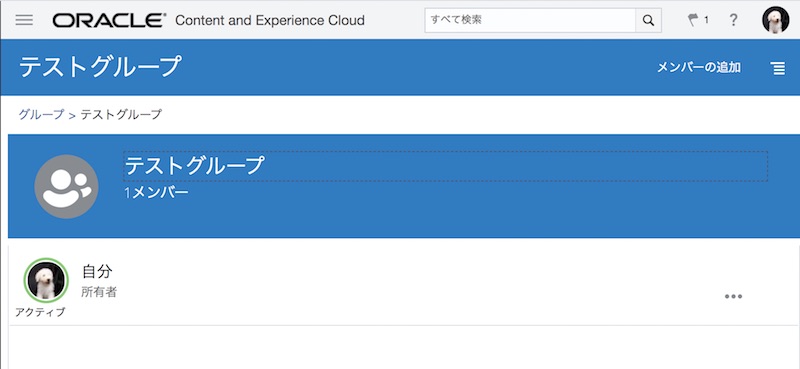 ORACLE® Content and Experience Cloud
すべて検索
1
?
テストグループ
メンバーの追加
グループ > テストグループ
テストグループ
1メンバー
自分
所有者
アクティブ